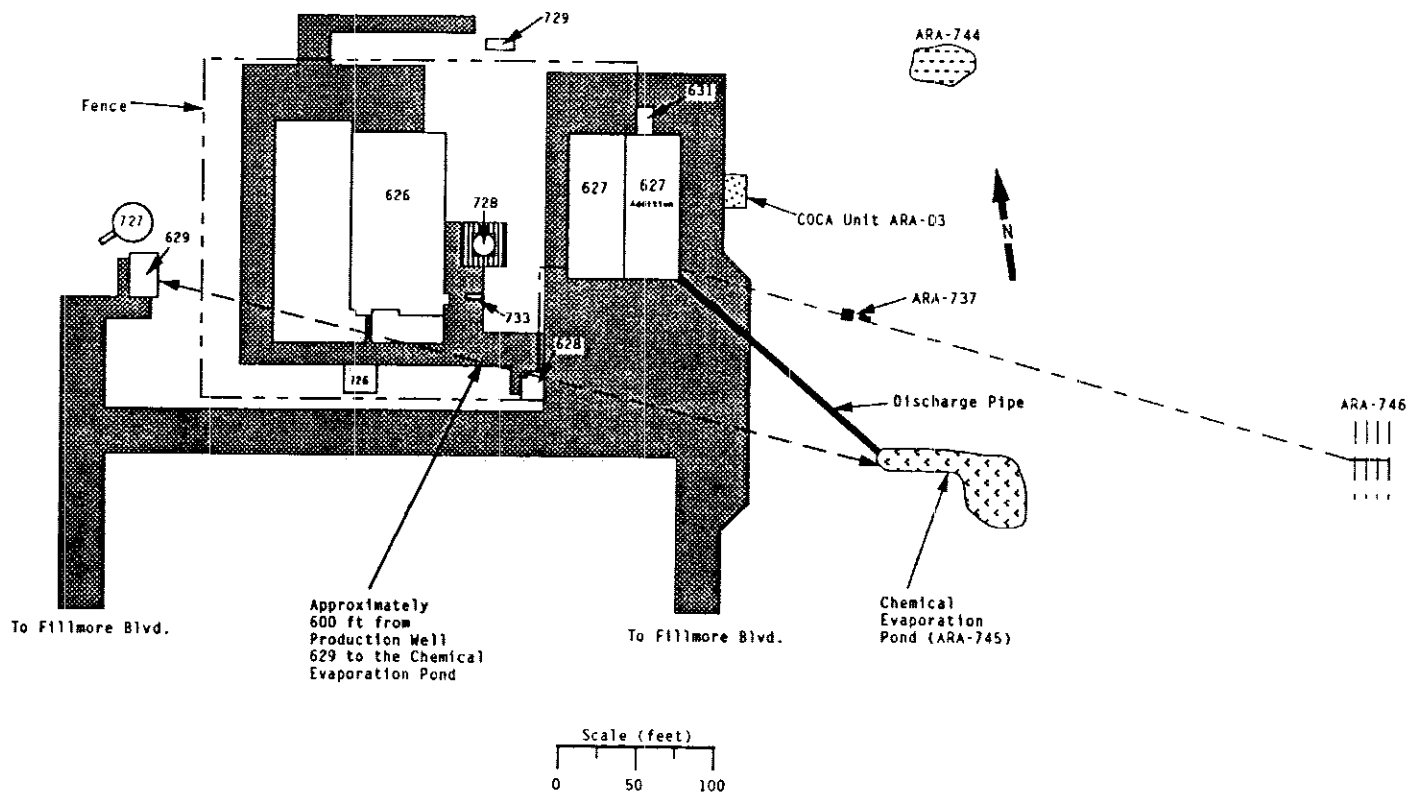 729
ARA-744
Fence
631
626
627
627
Addition
728
COCA Unit ARA-03
N
727
629
ARA-737
733
628
726
Discharge Pipe
ARA-746
Approximately
600 ft from
Production Well
629 to the Chemical
Evaporation Pond
Chemical
Evaporation
Pond (ARA-745)
To Fillmore Blvd.
To Fillmore Blvd.
Scale (feet)
0 50 100